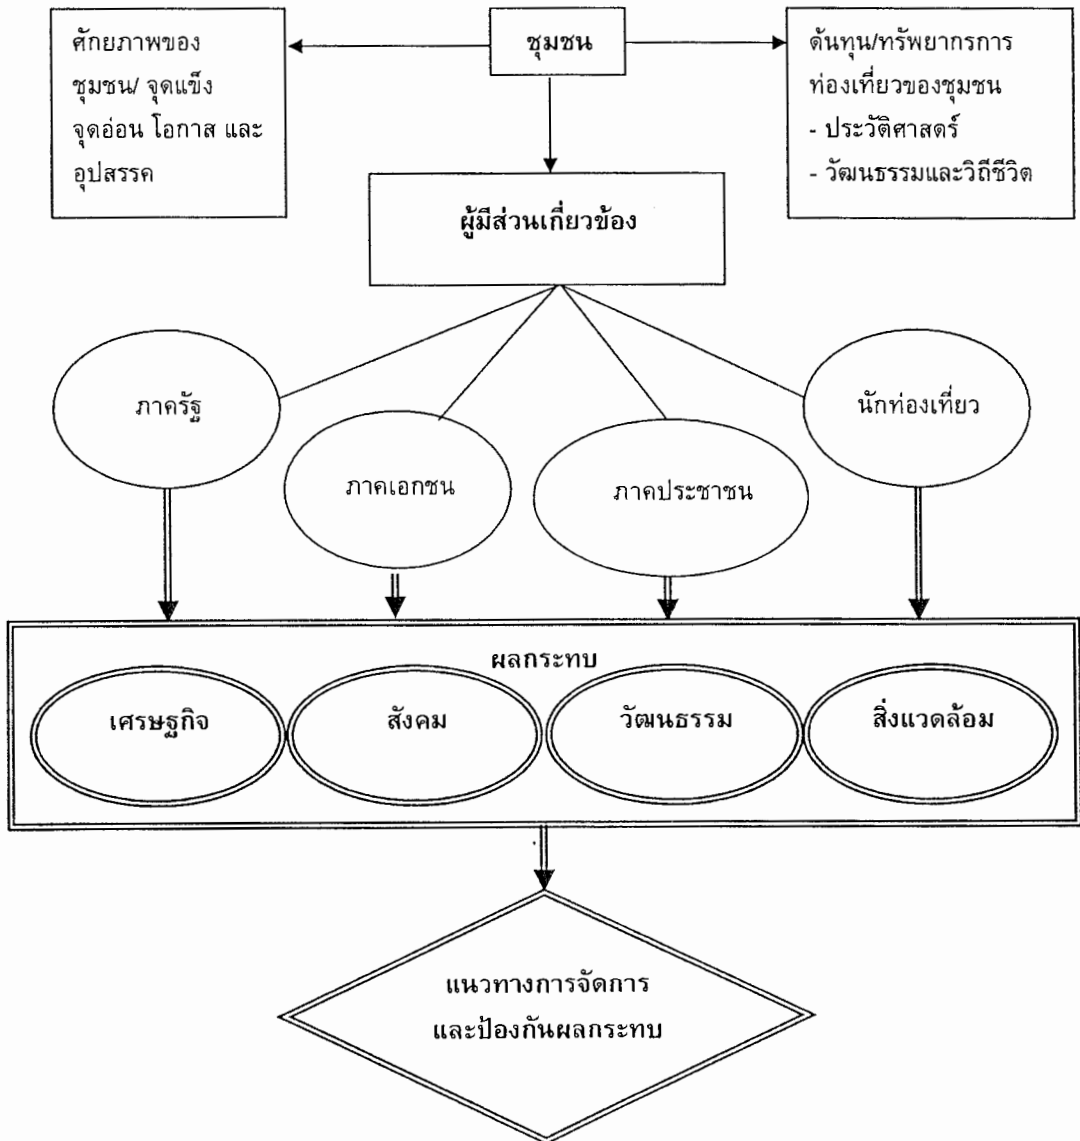 ศักยภาพของ
ชุมชน/ จุดแข็ง
จุดอ่อน โอกาส และ
อุปสรรค
ชุมชน
ต้นทุน/ทรัพยากรการ
ท่องเที่ยวของชุมชน
- ประวัติศาสตร์
- วัฒนธรรมและวิถีชีวิต
ผู้มีส่วนเกี่ยวข้อง
ภาครัฐ
ภาคเอกชน
ภาคประชาชน
นักท่องเที่ยว
ผลกระทบ
เศรษฐกิจ
สังคม
วัฒนธรรม
สิ่งแวดล้อม
แนวทางการจัดการ
และป้องกันผลกระทบ